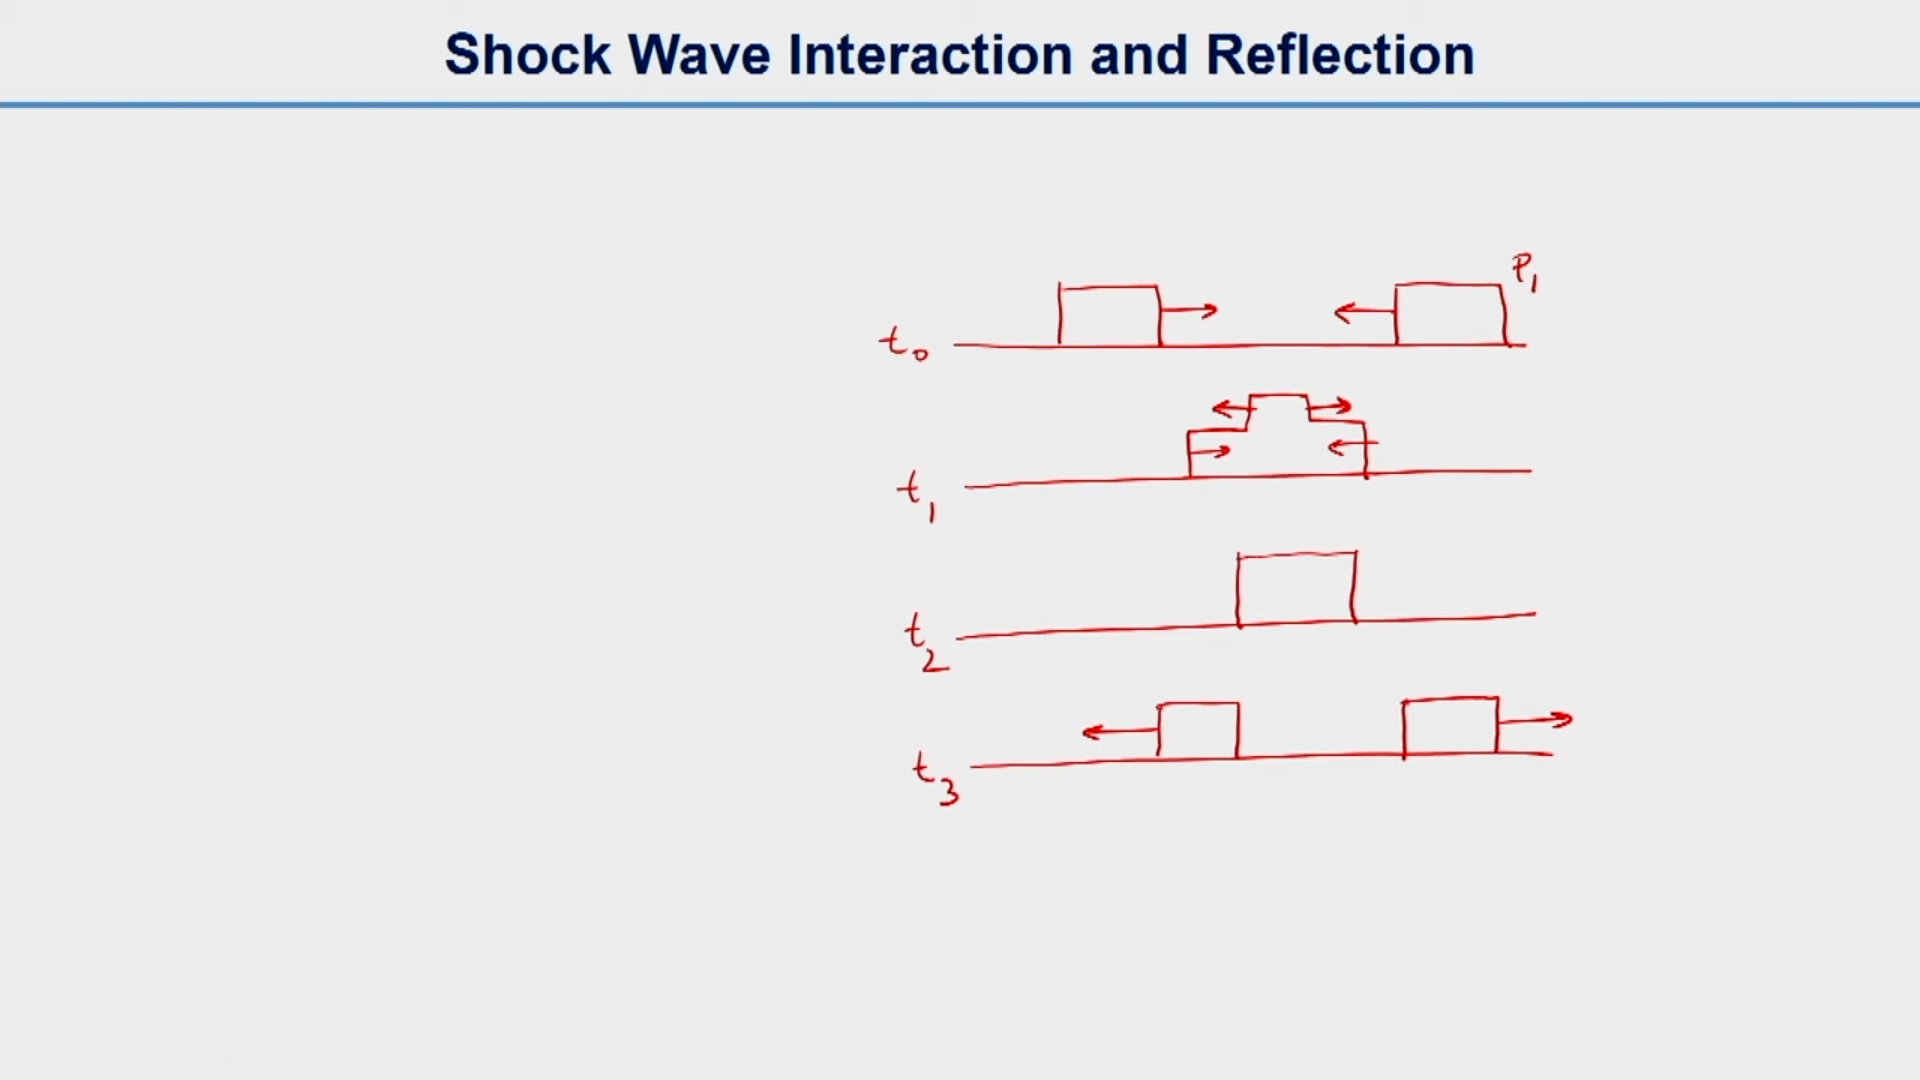 Shock Wave Interaction and Reflection
P₁
t₀
t₁
t₂
t₃